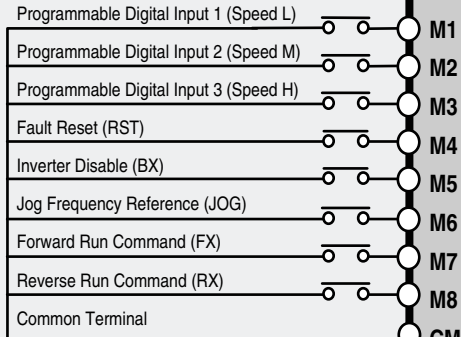 Programmable Digital Input 1 (Speed L) M1
Programmable Digital Input 2 (Speed M) M2
Programmable Digital Input 3 (Speed H) M3
Fault Reset (RST) M4
Inverter Disable (BX) M5
Jog Frequency Reference (JOG) M6
Forward Run Command (FX) M7
Reverse Run Command (RX) M8
Common Terminal CM